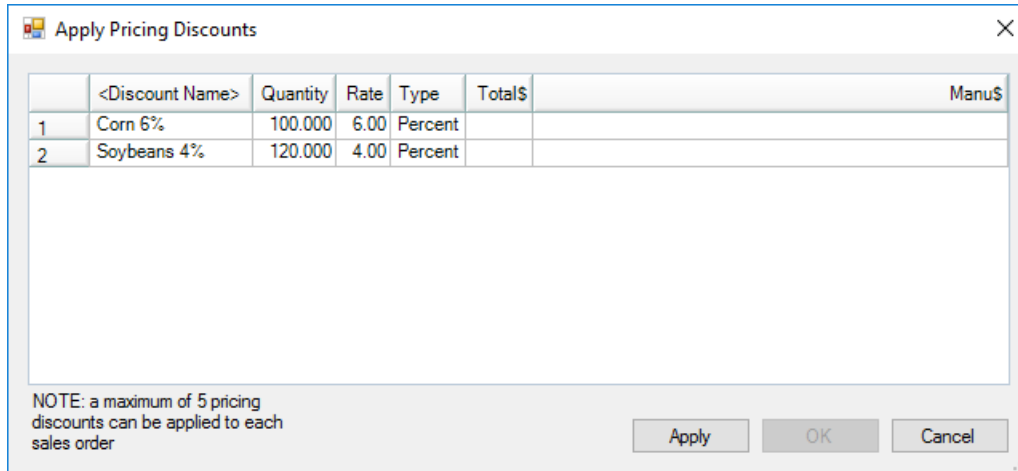 Apply Pricing Discounts
<Discount Name> Quantity Rate Type Total$ Manu$
1 Corn 6% 100.000 6.00 Percent
2 Soybeans 4% 120.000 4.00 Percent
NOTE: a maximum of 5 pricing
discounts can be applied to each
sales order
Apply OK Cancel